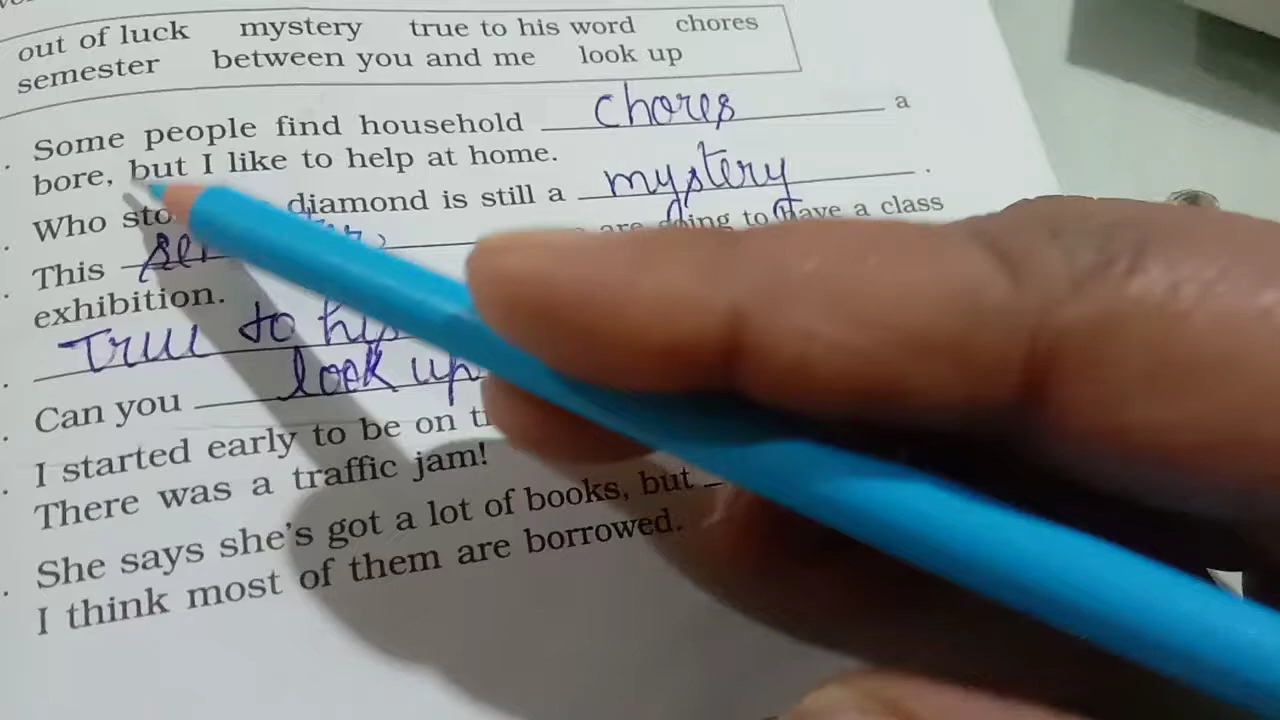 out of luck mystery true to his word chores
semester between you and me look up
Some people find household chores a
bore, but I like to help at home.
Who diamond is still a mystery.
This are going to have a class
exhibition.
True to his
Can you look up
I started early to be on
There was a traffic jam!
She says she's got a lot of books, but
I think most of them are borrowed.